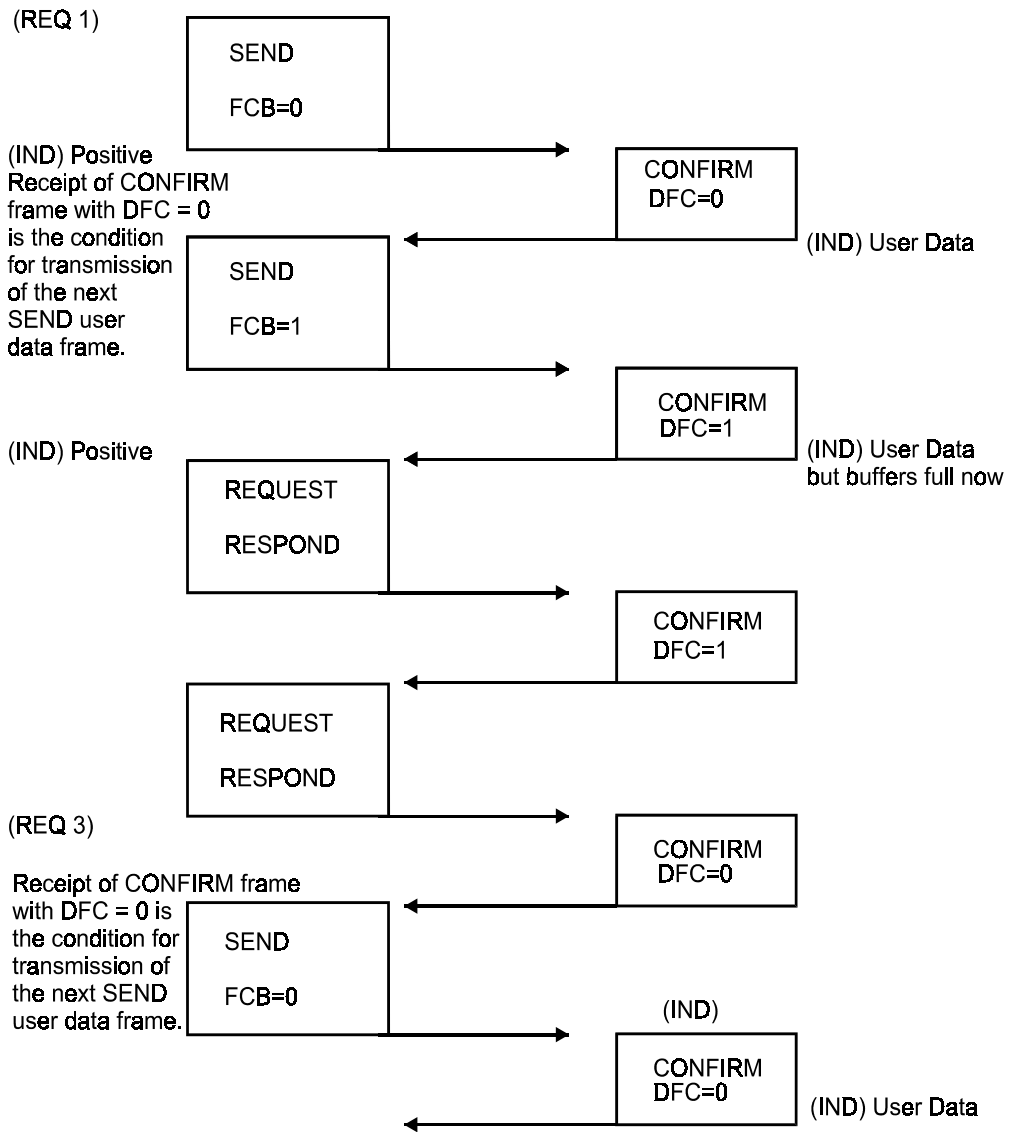 (REQ 1)
SEND
FCB=0
(IND) Positive
Receipt of CONFIRM
frame with DFC = 0
is the condition
for transmission
of the next
SEND user
data frame.
CONFIRM
DFC=0
(IND) User Data
SEND
FCB=1
CONFIRM
DFC=1
(IND) User Data
but buffers full now
(IND) Positive
REQUEST
RESPOND
CONFIRM
DFC=1
REQUEST
RESPOND
(REQ 3)
CONFIRM
DFC=0
Receipt of CONFIRM frame
with DFC = 0 is
the condition for
transmission of
the next SEND
user data frame.
SEND
FCB=0
(IND)
CONFIRM
DFC=0
(IND) User Data